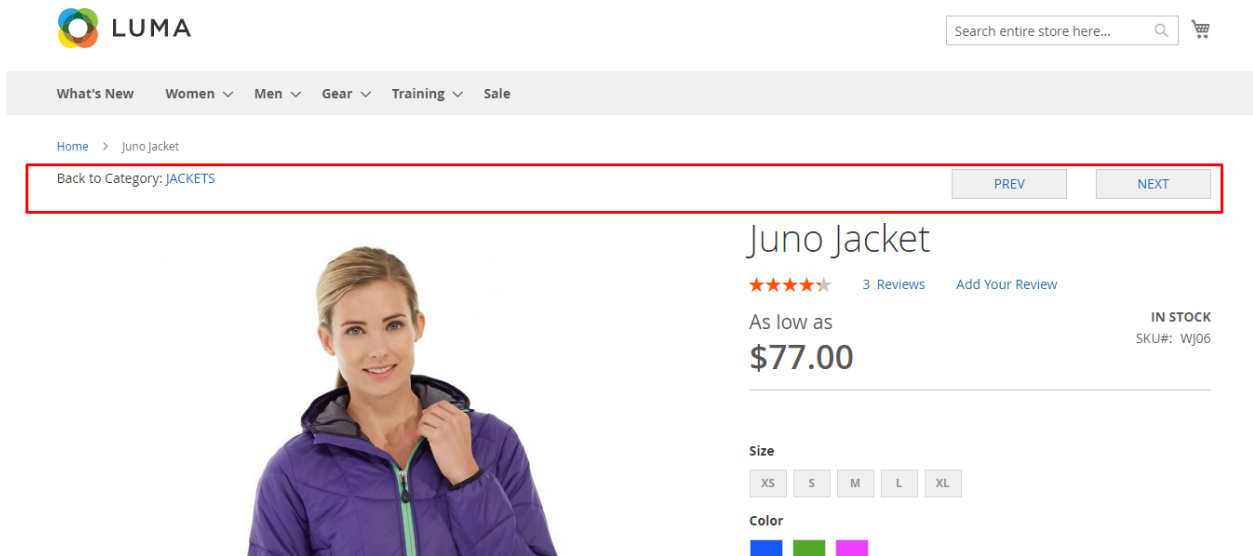 LUMA
Search entire store here...
What's New Women Men Gear Training Sale
Home > Juno Jacket
Back to Category: JACKETS PREV NEXT
Juno Jacket
3 Reviews Add Your Review
As low as IN STOCK
$77.00 SKU#: WJ06
Size
XS S M L XL
Color